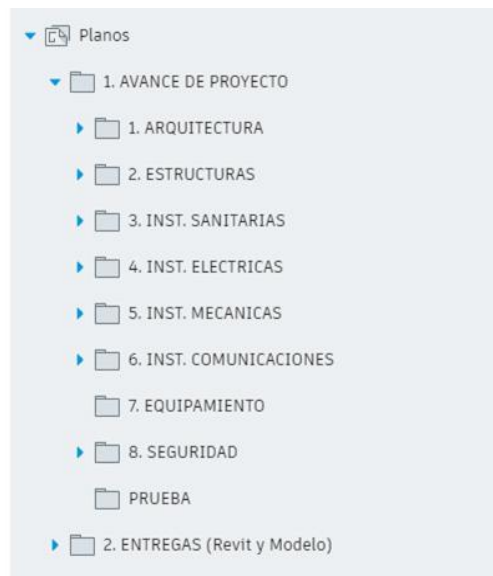 Planos
1. AVANCE DE PROYECTO
1. ARQUITECTURA
2. ESTRUCTURAS
3. INST. SANITARIAS
4. INST. ELECTRICAS
5. INST. MECANICAS
6. INST. COMUNICACIONES
7. EQUIPAMIENTO
8. SEGURIDAD
PRUEBA
2. ENTREGAS (Revit y Modelo)